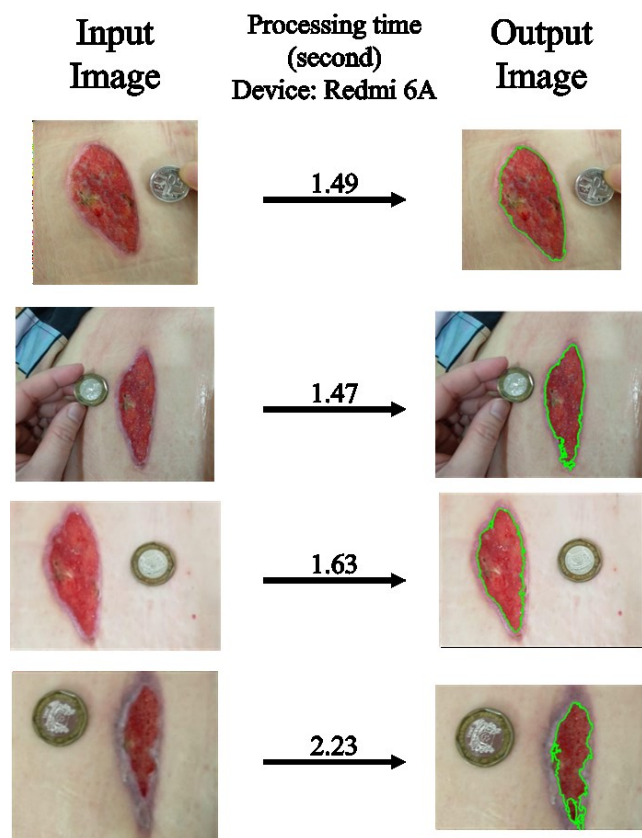 Input
Image
Processing time
(second)
Device: Redmi 6A
Output
Image
1.49
1.47
1.63
2.23